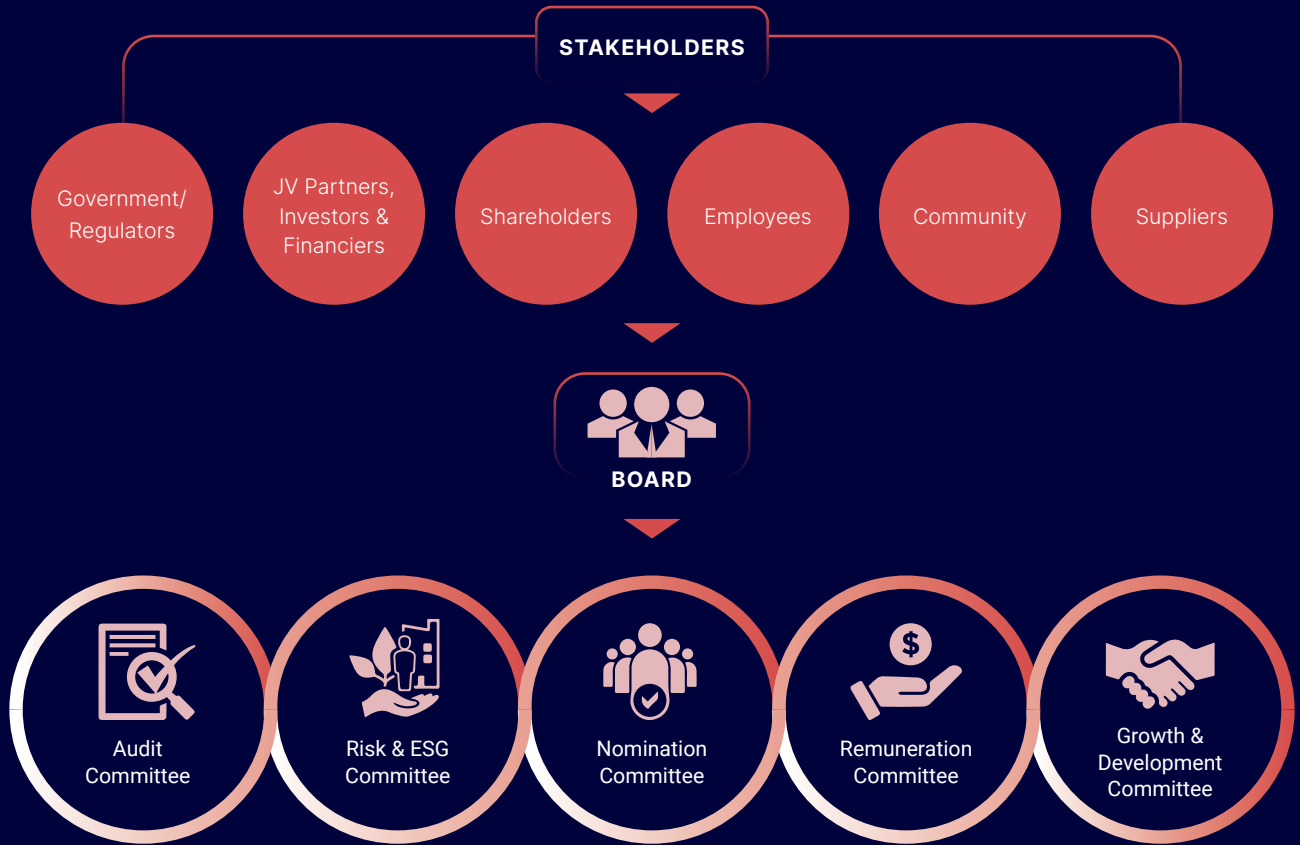 STAKEHOLDERS
Government/
Regulators
JV Partners,
Investors &
Financiers
Shareholders
Employees
Community
Suppliers
BOARD
$
Audit
Committee
Risk & ESG
Committee
Nomination
Committee
Remuneration
Committee
Growth &
Development
Committee